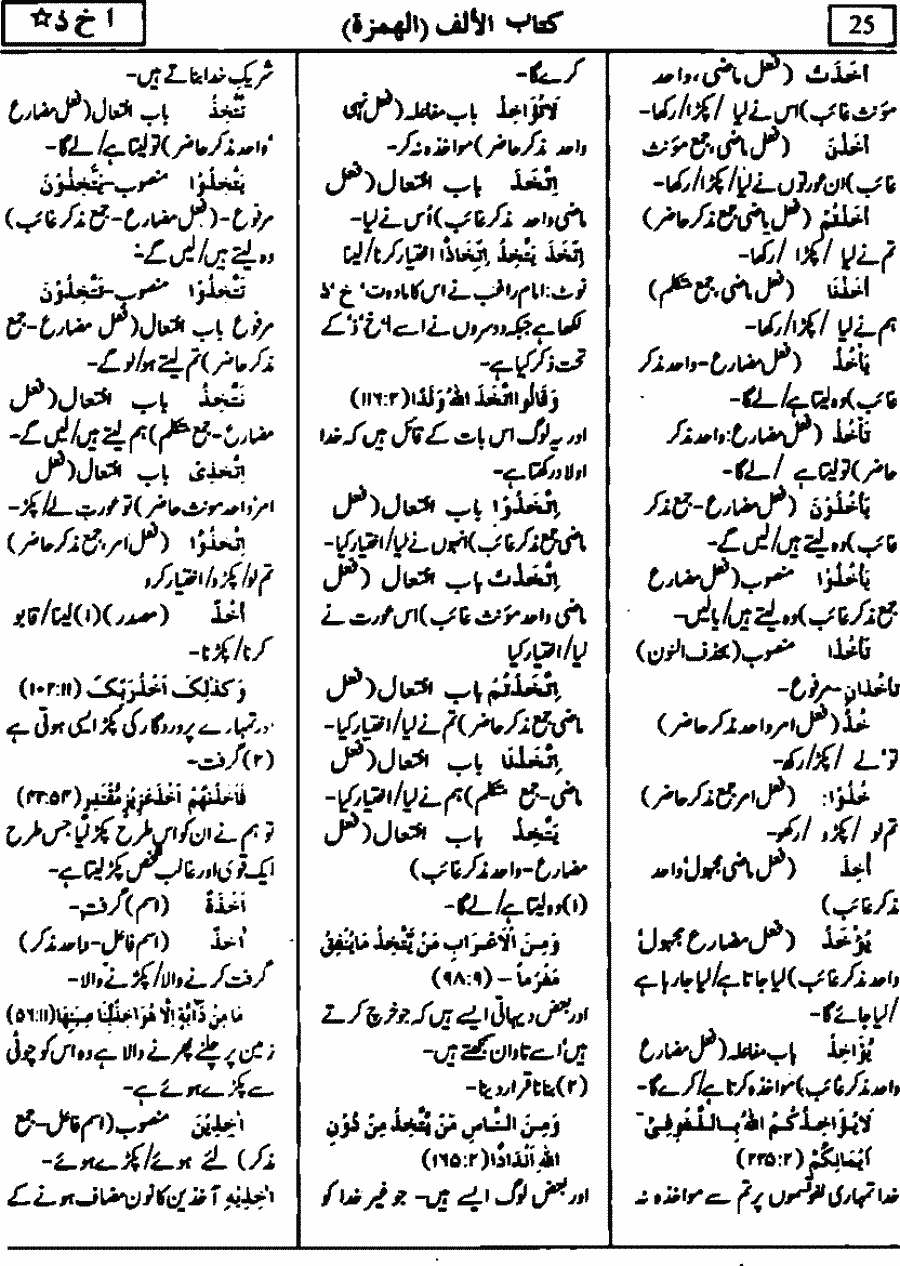 25
کتاب الألف (الهمزة)
ا خ ذ ☆
اَخَذَتْ (فعل ماضی، واحد
مؤنث غائب) اس نے لیا / پکڑا / رکھا-
اَخَذْنَ (فعل ماضی، جمع مؤنث
غائب) ان عورتوں نے لیا / پکڑا / رکھا-
اَخَذْتُمْ (فعل ماضی جمع مذکر حاضر)
تم نے لیا / پکڑا / رکھا-
اَخَذْنَا (فعل ماضی، جمع متکلم)
ہم نے لیا / پکڑا / رکھا-
یَاْخُذُ (فعل مضارع- واحد مذکر
غائب) وہ لیتا ہے / لے گا-
تَاْخُذُ (فعل مضارع: واحد مذکر
حاضر) تو لیتا ہے / لے گا-
یَاْخُذُوْنَ (فعل مضارع- جمع مذکر
غائب) وہ لیتے ہیں / لیں گے-
یَاْخُذُوْا منصوب (فعل مضارع
جمع مذکر غائب) وہ لیتے ہیں / پالیں-
تَاْخُذَا منصوب (بحذف النون)
تاخُذانِ- مرفوع-
خُذْ (فعل امر واحد مذکر حاضر)
تو لے / پکڑ / رکھ-
خُذُوْا: (فعل امر جمع مذکر حاضر)
تم لو / پکڑو / رکھو-
اُخِذَ (فعل ماضی مجہول واحد
مذکر غائب)
یُؤْخَذُ (فعل مضارع مجہول'
واحد مذکر غائب) لیا جاتا ہے / لیا جا رہا ہے
/ لیا جائے گا-
یُؤَاخِذُ باب مفاعلہ (فعل مضارع
واحد مذکر غائب) مواخذہ کرتا ہے / کرے گا-
لَا یُؤَاخِذُکُمُ اللّٰهُ بِاللَّغْوِ فِیْ
اَیْمَانِکُمْ (۲۲۵:۲)
خدا تمہاری لغو قسموں پر تم سے مواخذہ نہ
کرے گا-
لَا تُؤَاخِذْ باب مفاعلہ (فعل نہی
واحد مذکر حاضر) مواخذہ نہ کر-
اِتَّخَذَ باب افتعال (فعل
ماضی واحد مذکر غائب) اُس نے لیا-
اِتَّخَذَ یَتَّخِذُ اِتِّخَاذًا اختیار کرنا / لینا
نوٹ: امام راغب نے اس کا مادہ ت' خ' ذ
لکھا ہے جبکہ دوسروں نے اسے ا' خ' ذ' کے
تحت ذکر کیا ہے-
وَقَالُوا اتَّخَذَ اللّٰهُ وَلَدًا (۱۱۶:۲)
اور یہ لوگ اس بات کے قائل ہیں کہ خدا
اولاد رکھتا ہے-
اِتَّخَذُوْا باب افتعال (فعل
ماضی جمع مذکر غائب) انہوں نے لیا / اختیار کیا-
اِتَّخَذَتْ باب افتعال (فعل
ماضی واحد مؤنث غائب) اس عورت نے
لیا / اختیار کیا
اِتَّخَذْتُمْ باب افتعال (فعل
ماضی جمع مذکر حاضر) تم نے لیا / اختیار کیا-
اِتَّخَذْنَا باب افتعال (فعل
ماضی- جمع متکلم) ہم نے لیا / اختیار کیا-
یَتَّخِذُ باب افتعال (فعل
مضارع- واحد مذکر غائب)
(۱) وہ لیتا ہے / لے گا-
وَمِنَ الْاَعْرَابِ مَنْ یَّتَّخِذُ مَا یُنْفِقُ
مَغْرَماً- (۹۸:۹)
اور بعض دیہاتی ایسے ہیں کہ جو خرچ کرتے
ہیں اُسے تاوان سمجھتے ہیں-
(۲) بنانا قرار دینا-
وَمِنَ النَّاسِ مَنْ یَّتَّخِذُ مِنْ دُوْنِ
اللّٰهِ اَنْدَادًا (۱۶۵:۲)
اور بعض لوگ ایسے ہیں- جو غیر خدا کو
شریکِ خدا بناتے ہیں-
تَتَّخِذُ باب افتعال (فعل مضارع
'واحد مذکر حاضر) تو لیتا ہے / لے گا-
یَتَّخِذُوْا منصوب- یَتَّخِذُوْنَ
مرفوع- (فعل مضارع- جمع مذکر غائب)
وہ لیتے ہیں / لیں گے-
تَتَّخِذُوْا منصوب- تَتَّخِذُوْنَ
مرفوع باب افتعال (فعل مضارع- جمع
مذکر حاضر) تم لیتے ہو / لو گے-
نَتَّخِذُ باب افتعال (فعل
مضارع- جمع متکلم) ہم لیتے ہیں / لیں گے-
اِتَّخِذِیْ باب افتعال (فعل
امر واحد مونث حاضر) تو عورت لے / پکڑ-
اِتَّخِذُوْا (فعل امر، جمع مذکر حاضر)
تم لو / پکڑو / اختیار کرو
اَخْذٌ (مصدر) (۱) لینا / قابو
کرنا / پکڑنا-
وَکَذٰلِکَ اَخْذُ رَبِّکَ (۱۰۲:۱۱)
در تمہارے پروردگار کی پکڑ ایسی ہوتی ہے
(۲) گرفت-
فَاَخَذْنٰهُمْ اَخْذَ عَزِیْزٍ مُّقْتَدِرٍ (۴۲:۵۴)
تو ہم نے ان کو اس طرح پکڑ لیا جس طرح
ایک قوی اور غالب شخص پکڑ لیتا ہے-
اَخْذَةً (اسم) گرفت-
اٰخِذٌ (اسم فاعل- واحد مذکر)
گرفت کرنے والا / پکڑنے والا-
مَا مِنْ دَآبَّةٍ اِلَّا هُوَ اٰخِذٌ بِنَاصِیَتِهَا (۵۶:۱۱)
زمین پر چلنے پھرنے والا ہے وہ اس کو چوٹی
سے پکڑے ہوئے ہے-
اٰخِذِیْنَ منصوب (اسم فاعل- جمع
مذکر) لئے ہوئے / پکڑے ہوئے-
اٰخِذِیْهِ آخذین کا نون مضاف ہونے کے